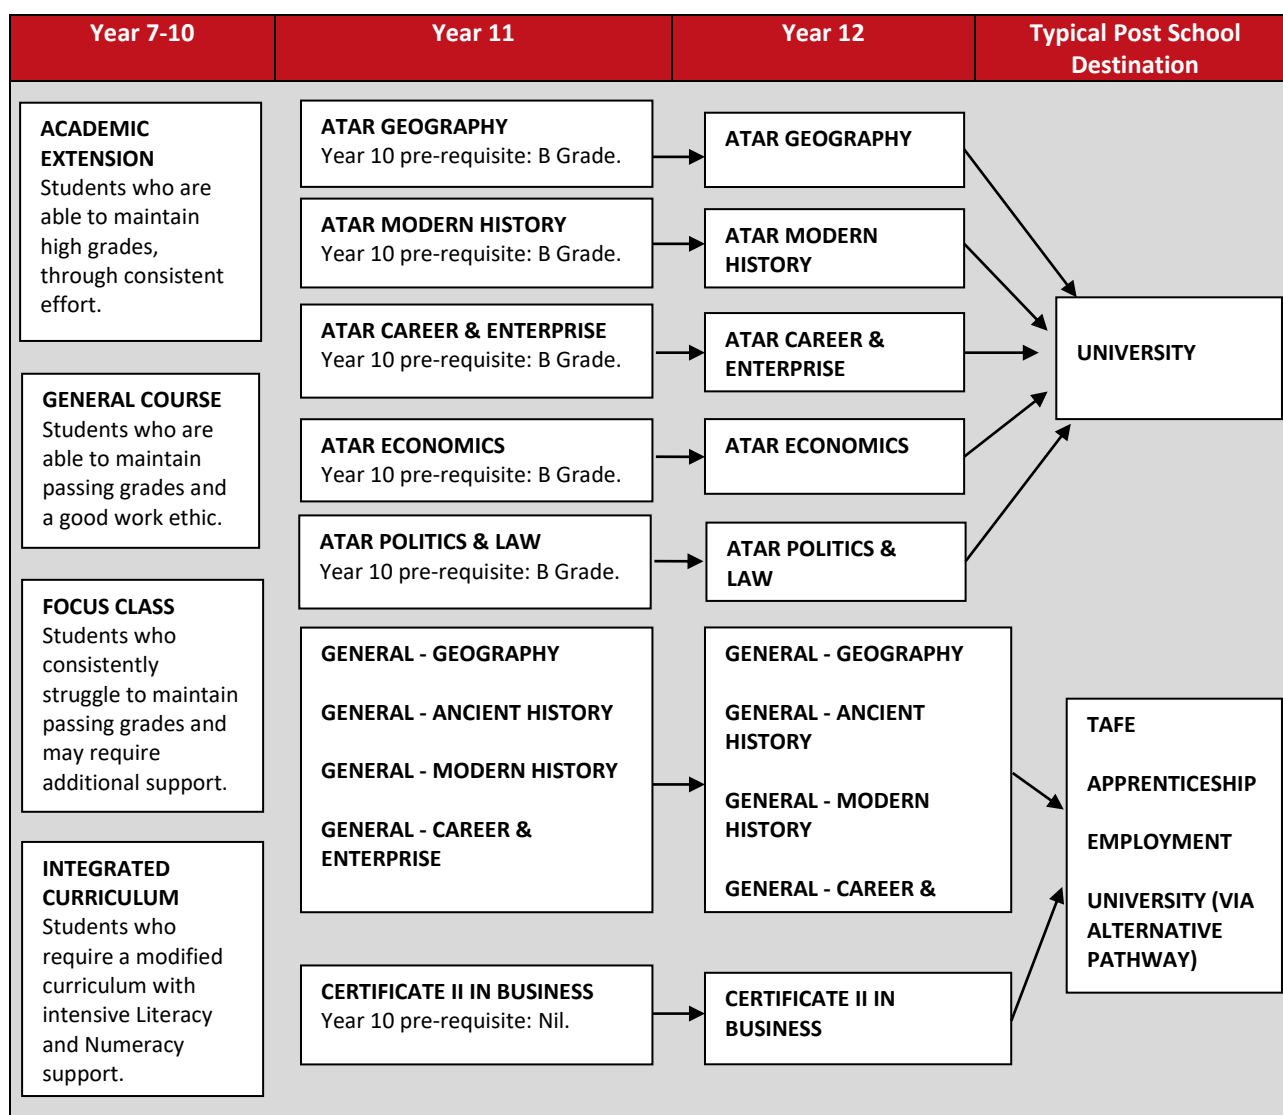 Year 7-10
Year 11
Year 12
Typical Post School
Destination
ACADEMIC
EXTENSION
Students who are
able to maintain
high grades,
through consistent
effort.
GENERAL COURSE
Students who are
able to maintain
passing grades and
a good work ethic.
FOCUS CLASS
Students who
consistently
struggle to maintain
passing grades and
may require
additional support.
INTEGRATED
CURRICULUM
Students who
require a modified
curriculum with
intensive Literacy
and Numeracy
support.
ATAR GEOGRAPHY
Year 10 pre-requisite: B Grade.
ATAR MODERN HISTORY
Year 10 pre-requisite: B Grade.
ATAR CAREER & ENTERPRISE
Year 10 pre-requisite: B Grade.
ATAR ECONOMICS
Year 10 pre-requisite: B Grade.
ATAR POLITICS & LAW
Year 10 pre-requisite: B Grade.
GENERAL - GEOGRAPHY
GENERAL - ANCIENT HISTORY
GENERAL - MODERN HISTORY
GENERAL - CAREER &
ENTERPRISE
CERTIFICATE II IN BUSINESS
Year 10 pre-requisite: Nil.
ATAR GEOGRAPHY
ATAR MODERN
HISTORY
ATAR CAREER &
ENTERPRISE
ATAR ECONOMICS
ATAR POLITICS &
LAW
GENERAL - GEOGRAPHY
GENERAL - ANCIENT
HISTORY
GENERAL - MODERN
HISTORY
GENERAL - CAREER &
CERTIFICATE II IN
BUSINESS
UNIVERSITY
TAFE
APPRENTICESHIP
EMPLOYMENT
UNIVERSITY (VIA
ALTERNATIVE
PATHWAY)